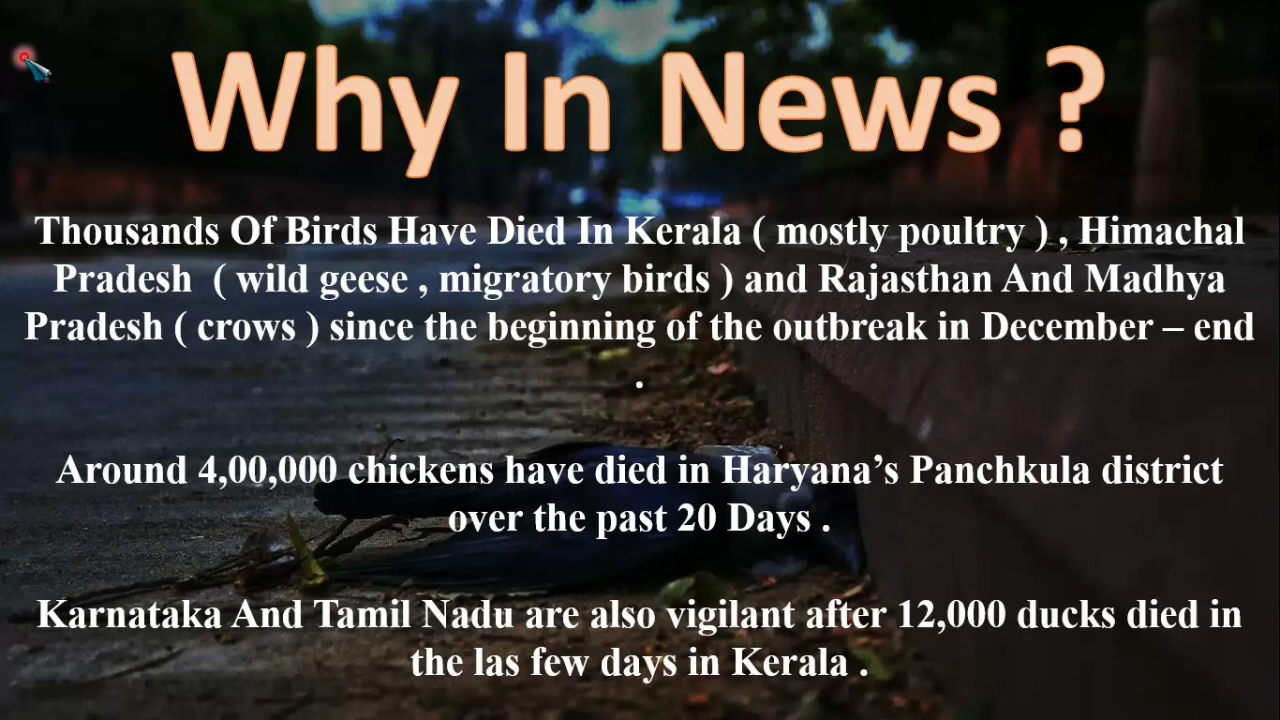 Why In News ?
Thousands Of Birds Have Died In Kerala ( mostly poultry ) , Himachal
Pradesh ( wild geese , migratory birds ) and Rajasthan And Madhya
Pradesh ( crows ) since the beginning of the outbreak in December – end
.
Around 4,00,000 chickens have died in Haryana’s Panchkula district
over the past 20 Days .
Karnataka And Tamil Nadu are also vigilant after 12,000 ducks died in
the las few days in Kerala .